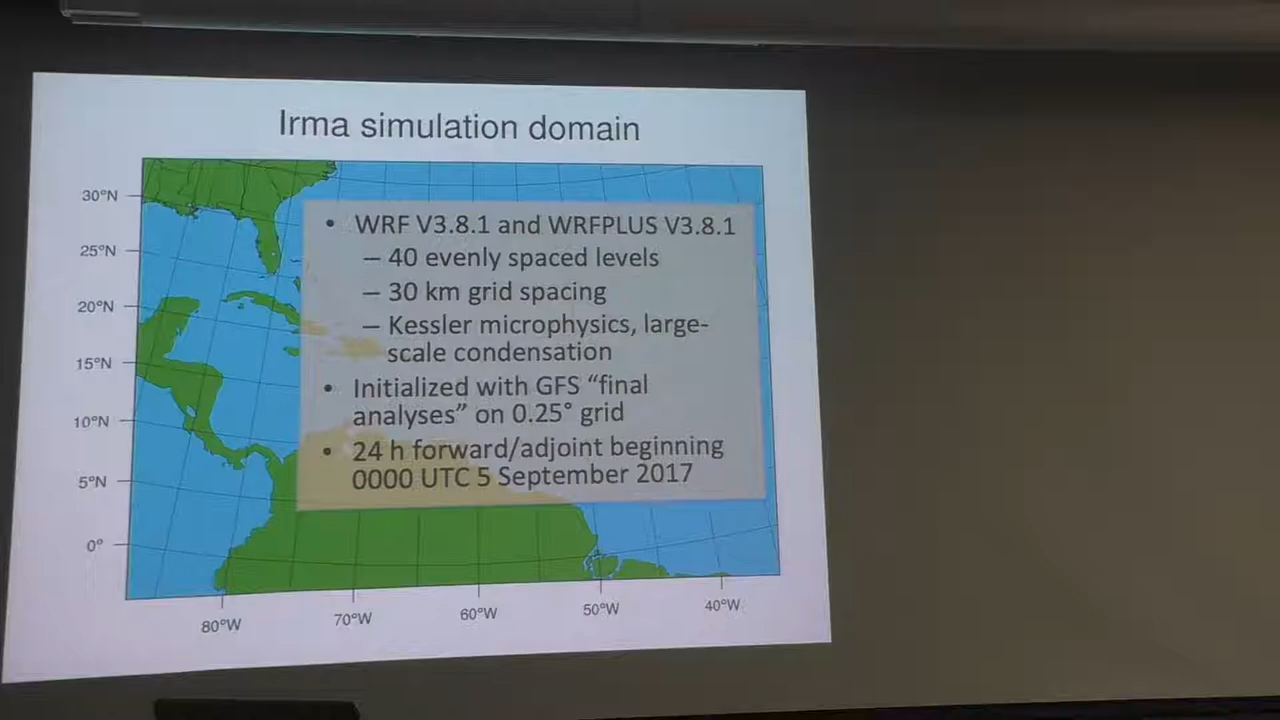 Irma simulation domain
30°N
25°N
20°N
15°N
10°N
5°N
0°
• WRF V3.8.1 and WRFPLUS V3.8.1
– 40 evenly spaced levels
– 30 km grid spacing
– Kessler microphysics, large-
scale condensation
• Initialized with GFS “final
analyses” on 0.25° grid
• 24 h forward/adjoint beginning
0000 UTC 5 September 2017
80°W
70°W
60°W
50°W
40°W